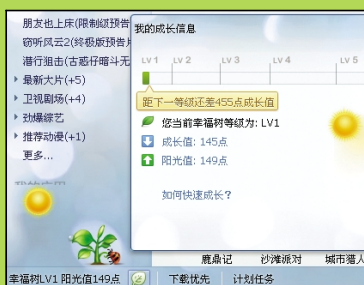 朋友也上床(限制级预告
窃听风云2(终极版预告片
潜行狙击(古惑仔暗斗无
最新大片(+5)
卫视剧场(+4)
劲爆综艺
推荐动漫(+1)
更多...
我的成长信息
LV 1 LV 2 LV 3 LV 4 LV 5
距下一等级还差455点成长值
您当前幸福树等级为: LV1
成长值: 145点
阳光值: 149点
如何快速成长?
鹿鼎记 沙滩派对 城市猎人
幸福树LV1 阳光值149点 下载优先 计划任务